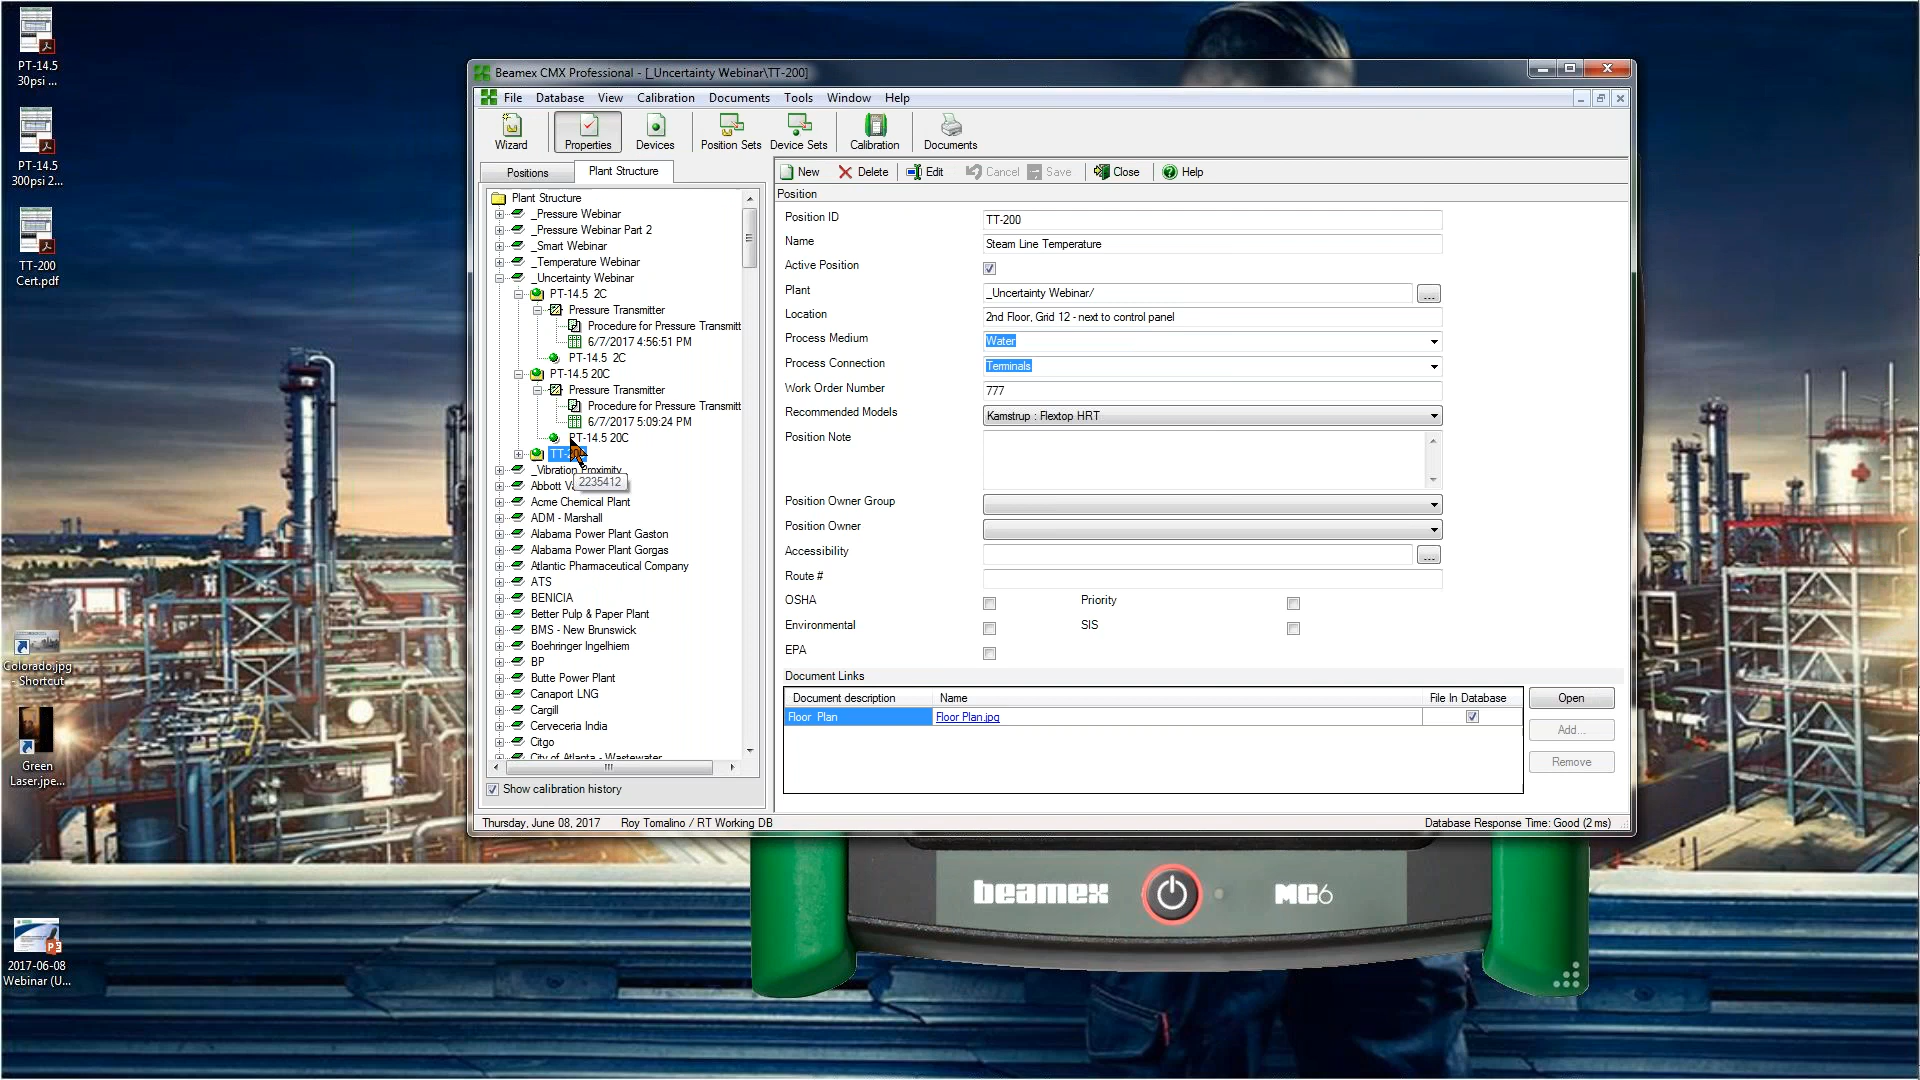 PT-14.5
30psi ...
PT-14.5
300psi 2...
TT-200
Cert.pdf
Colorado.jpg
- Shortcut
Green
Laser.jpe...
2017-06-08
Webinar (U...
Beamex CMX Professional - [_Uncertainty Webinar\TT-200]
File Database View Calibration Documents Tools Window Help
Wizard Properties Devices Position Sets Device Sets Calibration Documents
Positions Plant Structure
Plant Structure
_Pressure Webinar
_Pressure Webinar Part 2
_Smart Webinar
_Temperature Webinar
_Uncertainty Webinar
PT-14.5 2C
Pressure Transmitter
Procedure for Pressure Transmitt
6/7/2017 4:56:51 PM
PT-14.5 2C
PT-14.5 20C
Pressure Transmitter
Procedure for Pressure Transmitt
6/7/2017 5:09:24 PM
PT-14.5 20C
_Vibration Proximity
2235412
Abbott
Acme Chemical Plant
ADM - Marshall
Alabama Power Plant Gaston
Alabama Power Plant Gorgas
Atlantic Pharmaceutical Company
ATS
BENICIA
Better Pulp & Paper Plant
BMS - New Brunswick
Boehringer Ingelhiem
BP
Butte Power Plant
Canaport LNG
Cargill
Cerveceria India
Citgo
City of Atlanta - Wastewater
Show calibration history
New Delete Edit Cancel Save Close Help
Position
Position ID TT-200
Name Steam Line Temperature
Active Position
Plant _Uncertainty Webinar/ ...
Location 2nd Floor, Grid 12 - next to control panel
Process Medium Water
Process Connection Terminals
Work Order Number 777
Recommended Models Kamstrup : Flextop HRT
Position Note
Position Owner Group
Position Owner
Accessibility ...
Route #
OSHA Priority
Environmental SIS
EPA
Document Links
Document description Name File In Database Open
Floor Plan Floor Plan.jpg
Add...
Remove
Thursday, June 08, 2017 Roy Tomalino / RT Working DB Database Response Time: Good (2 ms)
beamex MC6